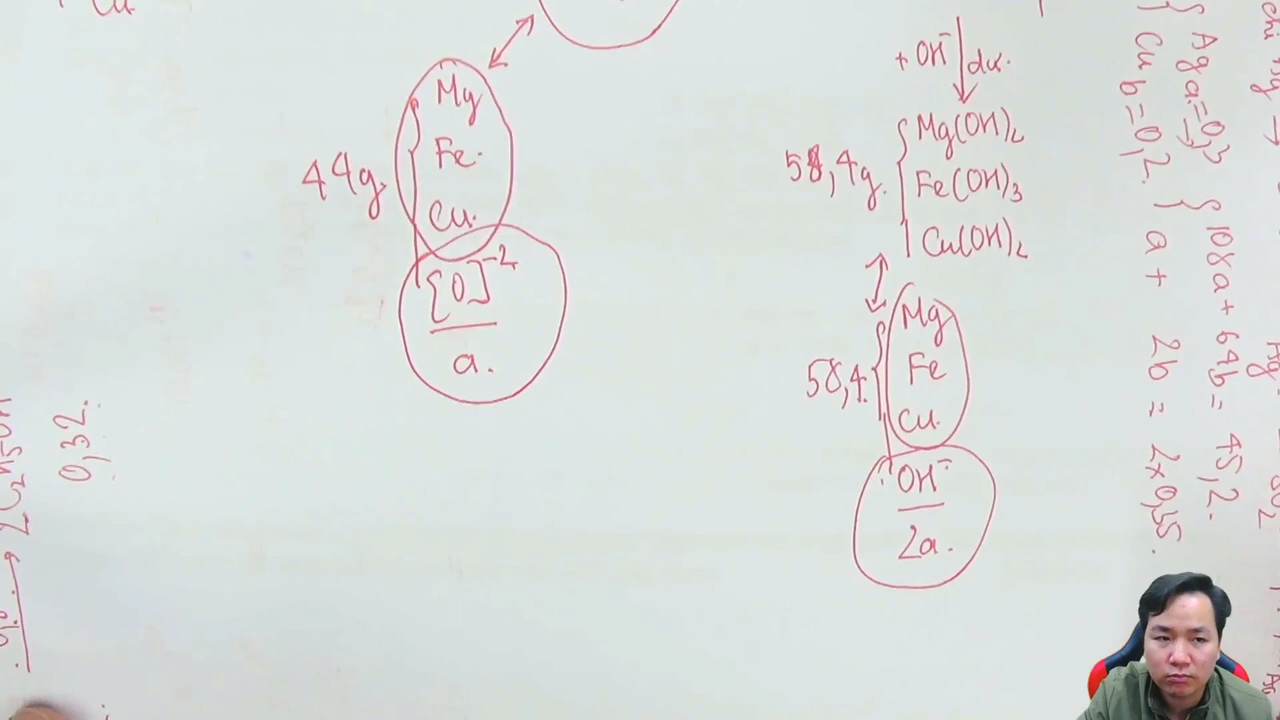 Cu
44g.
Mg
Fe.
Cu.
[O]⁻²
a.
+ OH⁻ dư.
58,4g.
Mg(OH)₂
Fe(OH)₃
Cu(OH)₂
58,4.
Mg
Fe
Cu.
OH⁻
2a.
Ag a = 0,3
Cu b = 0,2.
108a + 64b = 45,2.
a + 2b = 2×0,35.
0,32.